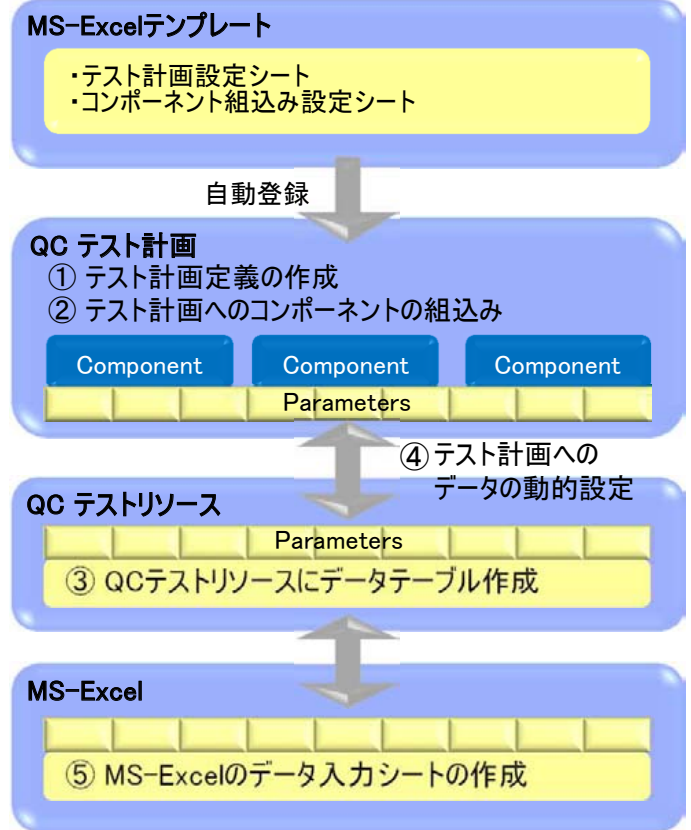 MS-Excelテンプレート
・テスト計画設定シート
・コンポーネント組込み設定シート
自動登録
QC テスト計画
① テスト計画定義の作成
② テスト計画へのコンポーネントの組込み
Component Component Component
Parameters
④テスト計画への
データの動的設定
QC テストリソース
Parameters
③ QCテストリソースにデータテーブル作成
MS-Excel
⑤ MS-Excelのデータ入力シートの作成